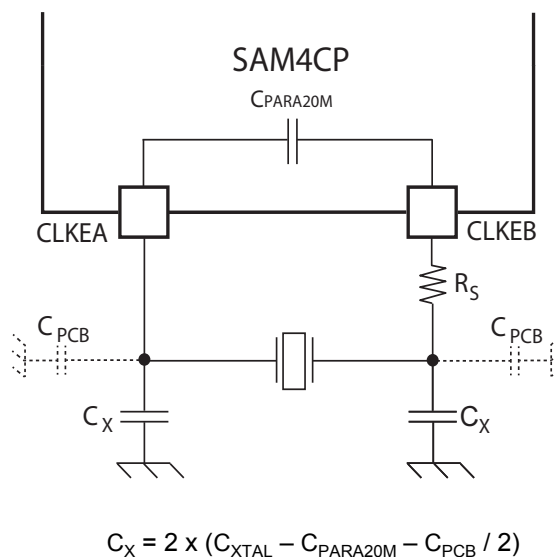 SAM4CP
CPARA20M
CLKEA
CLKEB
RS
CPCB
CPCB
CX
CX
CX = 2 x (CXTAL – CPARA20M – CPCB / 2)